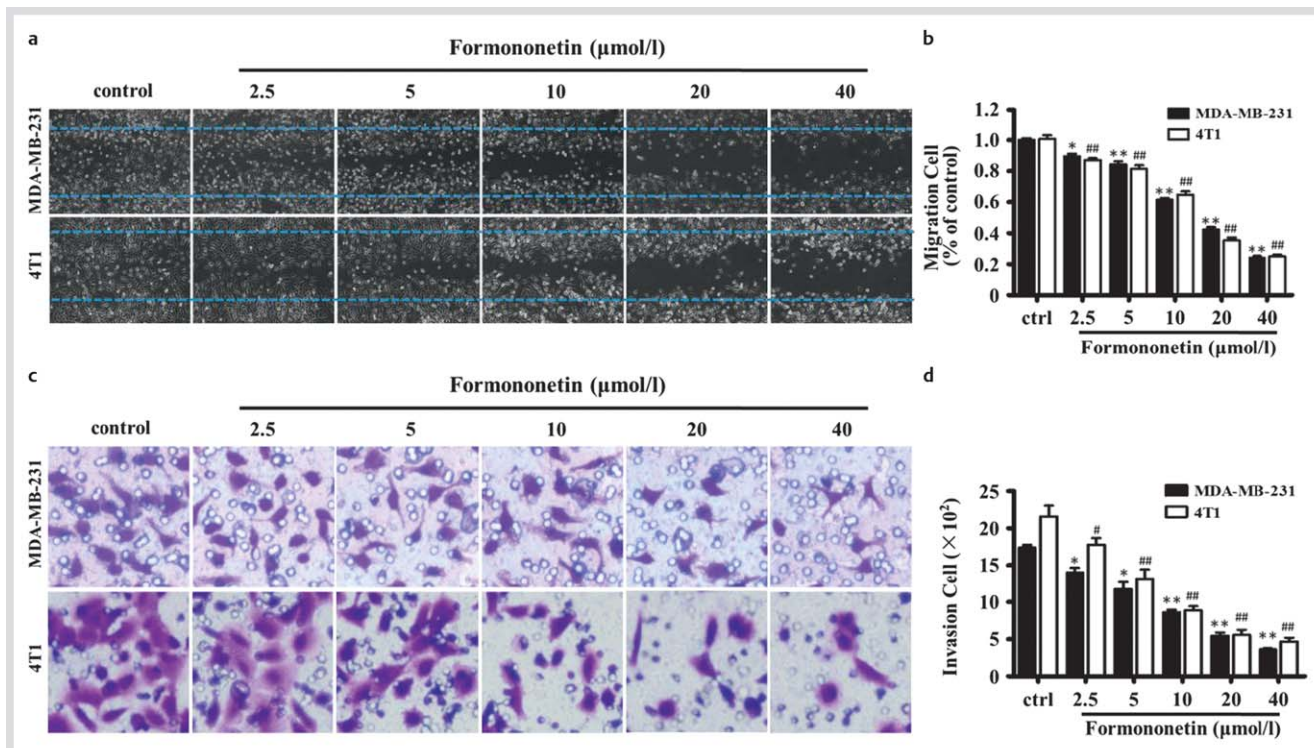 a
Formononetin (μmol/l)
control 2.5 5 10 20 40
MDA-MB-231
4T1
b
MDA-MB-231
4T1
Migration Cell
(% of control)
1.2
1.0
0.8
0.6
0.4
0.2
0
* ## ** ## ** ## ** ## ** ##
ctrl 2.5 5 10 20 40
Formononetin (μmol/l)
c
Formononetin (μmol/l)
control 2.5 5 10 20 40
MDA-MB-231
4T1
d
MDA-MB-231
4T1
Invasion Cell (×10²)
25
20
15
10
5
0
* # * ## ** ## ** ## ** ##
ctrl 2.5 5 10 20 40
Formononetin (μmol/l)